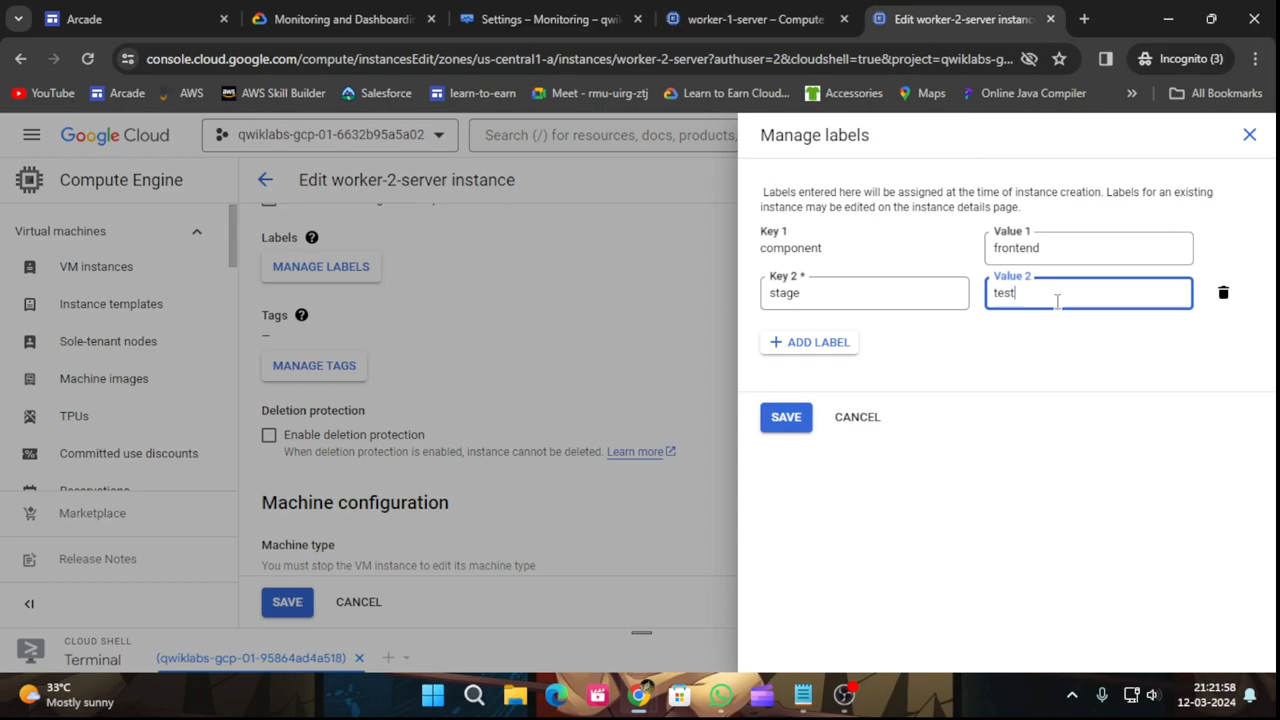 Arcade
Monitoring and Dashboardin
Settings – Monitoring – qwi
worker-1-server – Compute
Edit worker-2-server instanc
console.cloud.google.com/compute/instancesEdit/zones/us-central1-a/instances/worker-2-server?authuser=2&cloudshell=true&project=qwiklabs-g...
Incognito (3)
YouTube
Arcade
AWS
AWS Skill Builder
Salesforce
learn-to-earn
Meet - rmu-uirg-ztj
Learn to Earn Cloud...
Accessories
Maps
Online Java Compiler
All Bookmarks
Google Cloud
qwiklabs-gcp-01-6632b95a5a02
Search (/) for resources, docs, products,
Manage labels
Compute Engine
Edit worker-2-server instance
Labels entered here will be assigned at the time of instance creation. Labels for an existing
instance may be edited on the instance details page.
Virtual machines
Key 1
Value 1
component
frontend
Labels
VM instances
MANAGE LABELS
Key 2 *
Value 2
stage
test
Instance templates
Tags
–
Sole-tenant nodes
+ ADD LABEL
MANAGE TAGS
Machine images
Deletion protection
TPUs
SAVE
CANCEL
Enable deletion protection
When deletion protection is enabled, instance cannot be deleted. Learn more
Committed use discounts
Reservations
Machine configuration
Marketplace
Machine type
You must stop the VM instance to edit its machine type
Release Notes
SAVE
CANCEL
CLOUD SHELL
Terminal
(qwiklabs-gcp-01-95864ad4a518)
33°C
Mostly sunny
21:21:58
12-03-2024